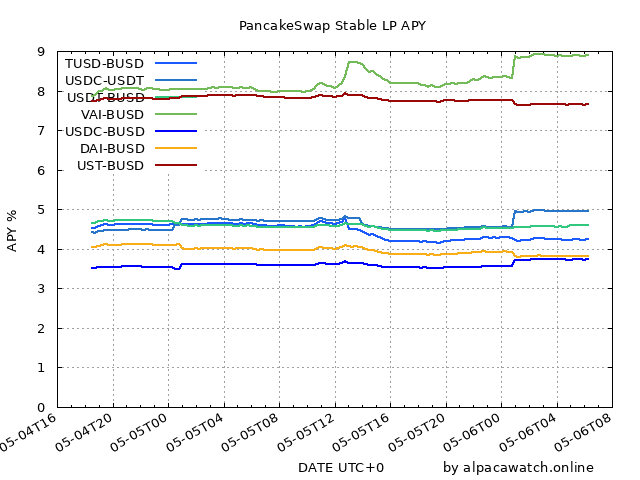 PancakeSwap Stable LP APY
9
8
7
6
5
4
3
2
1
0
APY %
TUSD-BUSD
USDC-USDT
USDT-BUSD
VAI-BUSD
USDC-BUSD
DAI-BUSD
UST-BUSD
05-04T16
05-04T20
05-05T00
05-05T04
05-05T08
05-05T12
05-05T16
05-05T20
05-06T00
05-06T04
05-06T08
DATE UTC+0
by alpacawatch.online